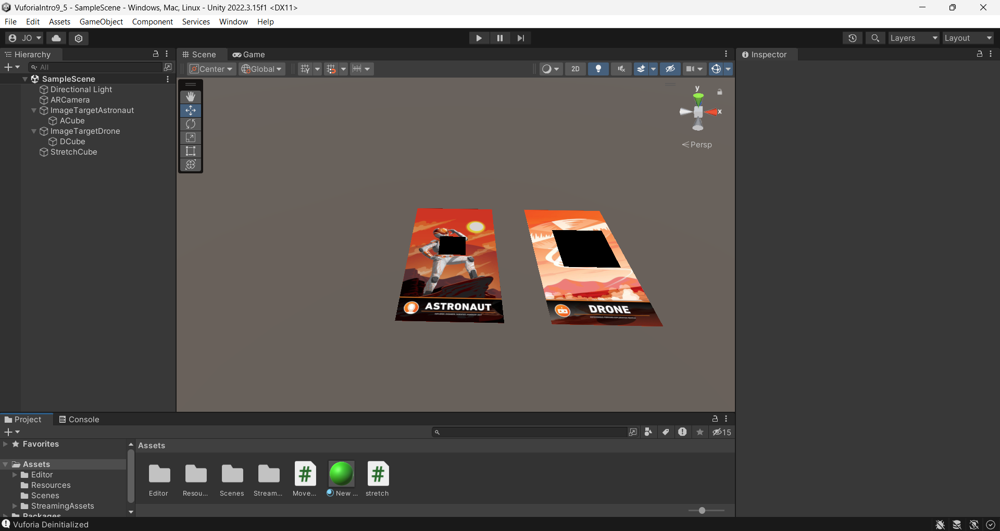 VuforiaIntro9_5 - SampleScene - Windows, Mac, Linux - Unity 2022.3.15f1 <DX11>
File Edit Assets GameObject Component Services Window Help
JO Layers Layout
Hierarchy Scene Game Inspector
All Center Global 2D
SampleScene
Directional Light
ARCamera
ImageTargetAstronaut
ACube
ImageTargetDrone
DCube
StretchCube
y
x
Persp
ASTRONAUT
DRONE
Project Console
15
Favorites
Assets
Assets
Editor
Resources
Scenes
StreamingAssets
Packages
Editor Resou... Scenes Stream... Move... New ... stretch
Vuforia Deinitialized